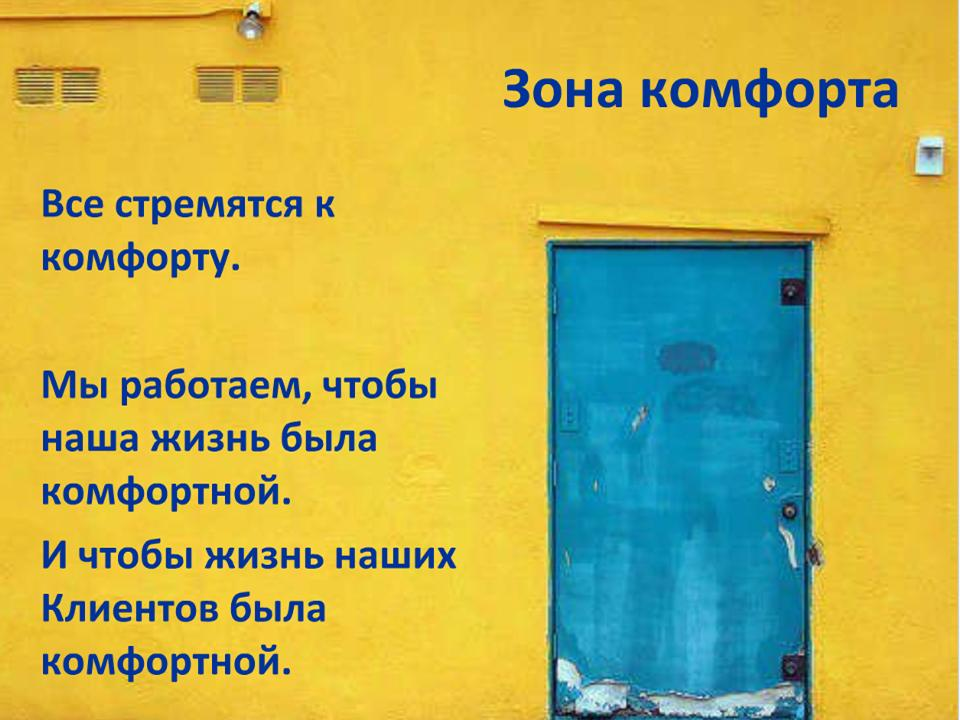 Зона комфорта
Все стремятся к
комфорту.
Мы работаем, чтобы
наша жизнь была
комфортной.
И чтобы жизнь наших
Клиентов была
комфортной.